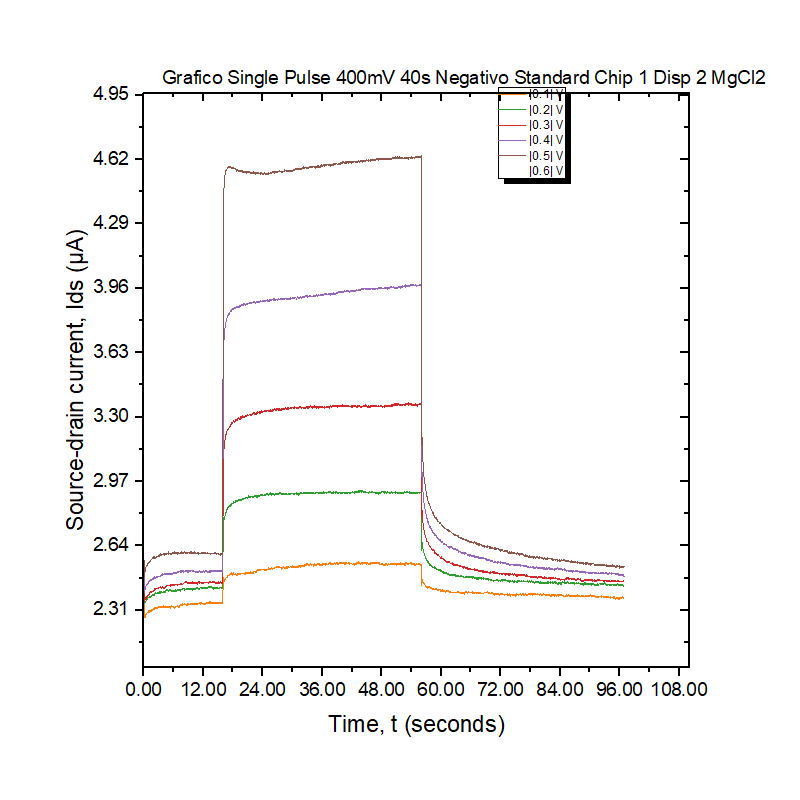 Grafico Single Pulse 400mV 40s Negativo Standard Chip 1 Disp 2 MgCl2
|0.1| V
|0.2| V
|0.3| V
|0.4| V
|0.5| V
|0.6| V
4.95
4.62
4.29
3.96
3.63
3.30
2.97
2.64
2.31
Source-drain current, Ids (µA)
0.00 12.00 24.00 36.00 48.00 60.00 72.00 84.00 96.00 108.00
Time, t (seconds)